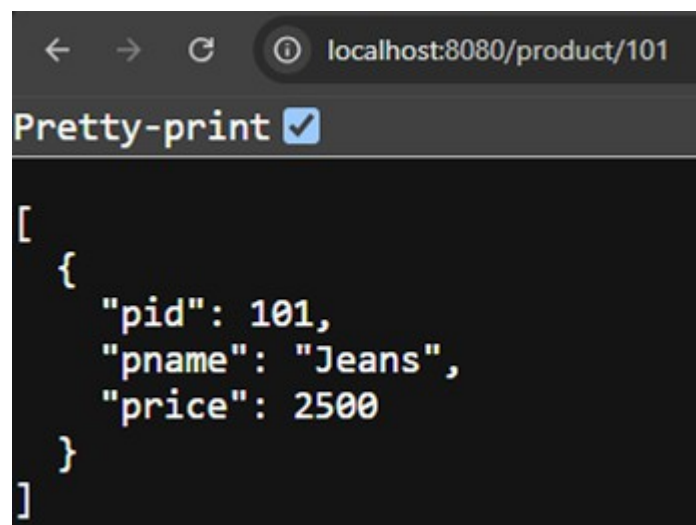 localhost:8080/product/101
Pretty-print
[
{
"pid": 101,
"pname": "Jeans",
"price": 2500
}
]